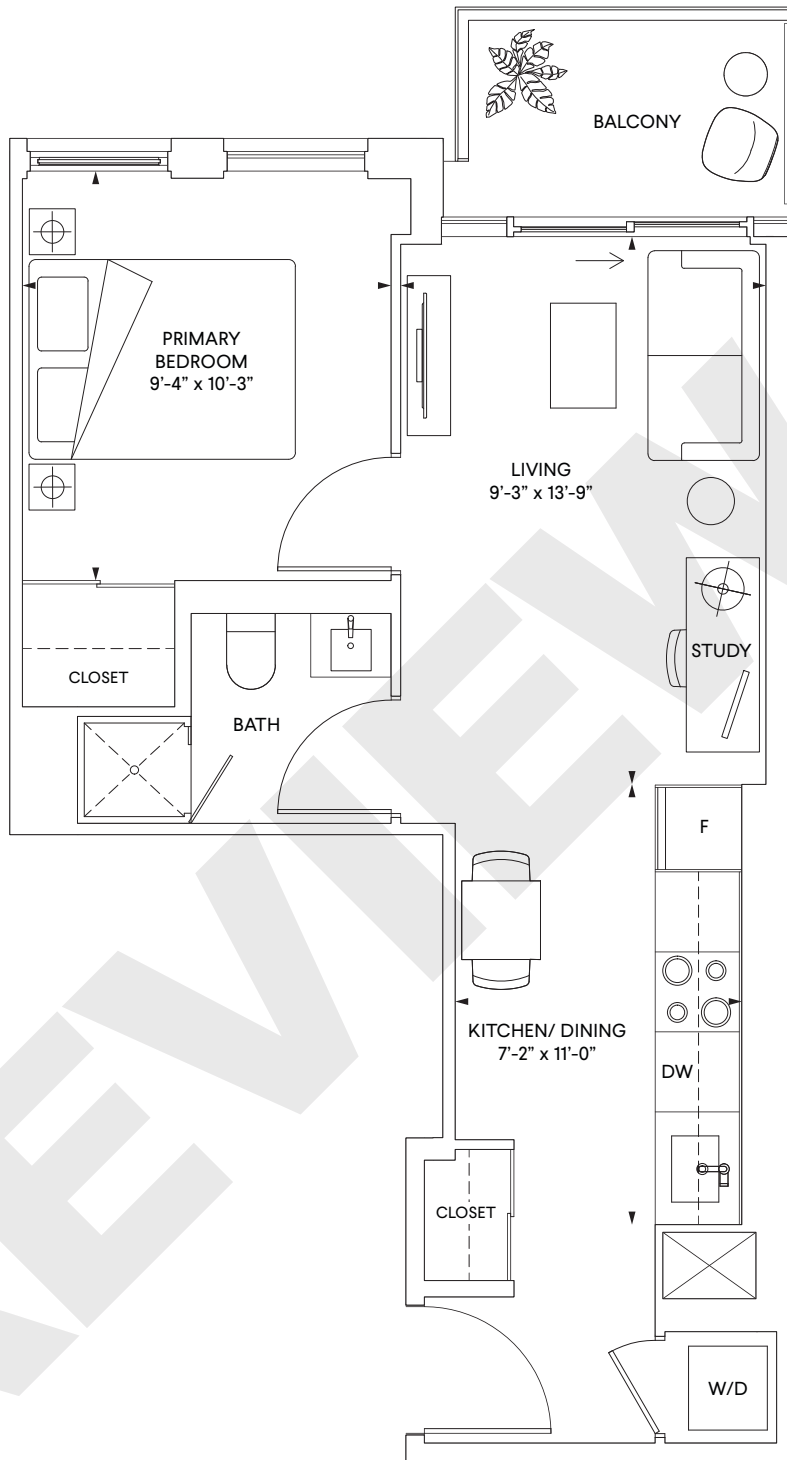 BALCONY
PRIMARY
BEDROOM
9'-4” x 10'-3”
LIVING
9'-3” x 13'-9”
STUDY
CLOSET
BATH
F
KITCHEN/ DINING
7'-2” x 11'-0”
DW
CLOSET
W/D